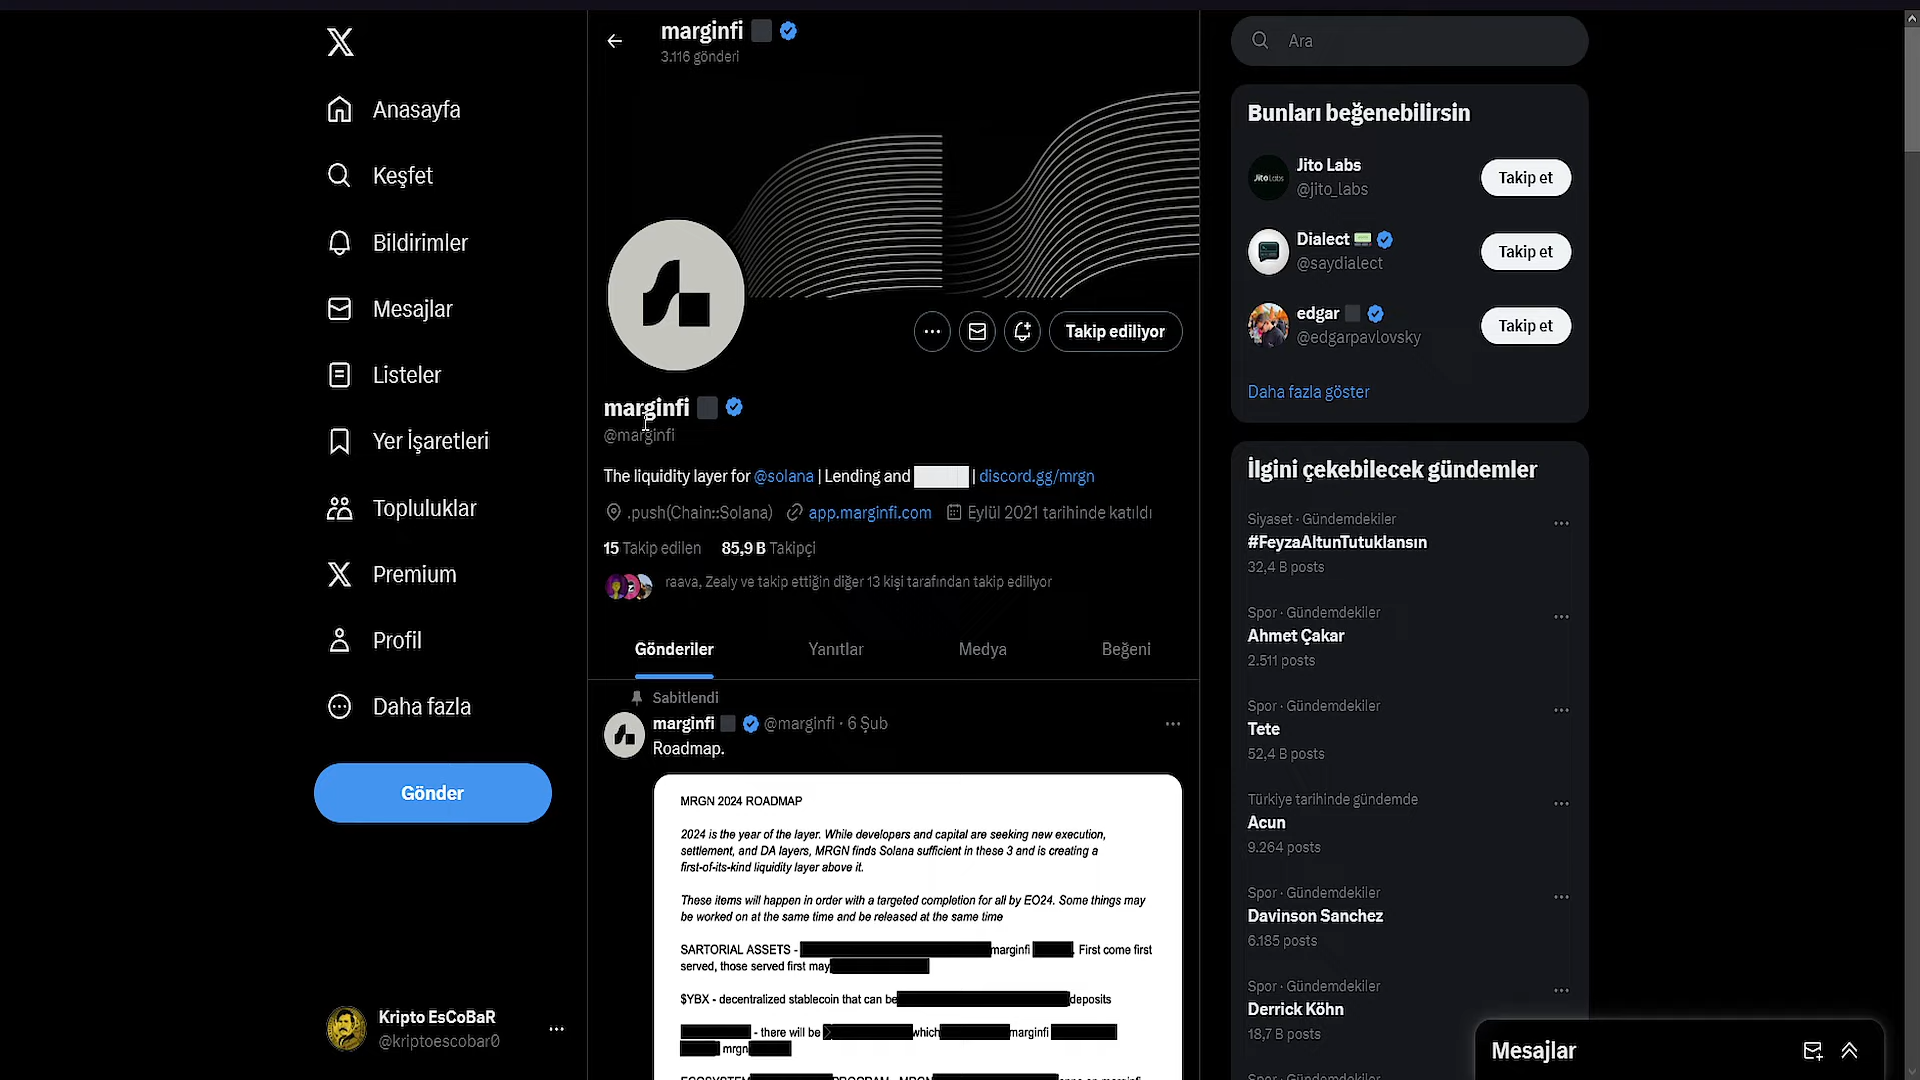 Anasayfa
Keşfet
Bildirimler
Mesajlar
Listeler
Yer İşaretleri
Topluluklar
Premium
Profil
Daha fazla
Gönder
Kripto EsCoBaR
@kriptoescobar0
marginfi
3.116 gönderi
Takip ediliyor
marginfi
@marginfi
The liquidity layer for @solana | Lending and | discord.gg/mrgn
.push(Chain::Solana) app.marginfi.com Eylül 2021 tarihinde katıldı
15 Takip edilen 85,9 B Takipçi
raava, Zealy ve takip ettiğin diğer 13 kişi tarafından takip ediliyor
Gönderiler Yanıtlar Medya Beğeni
Sabitlendi
marginfi @marginfi · 6 Şub
Roadmap.
MRGN 2024 ROADMAP
2024 is the year of the layer. While developers and capital are seeking new execution,
settlement, and DA layers, MRGN finds Solana sufficient in these 3 and is creating a
first-of-its-kind liquidity layer above it.
These items will happen in order with a targeted completion for all by EO24. Some things may
be worked on at the same time and be released at the same time
SARTORIAL ASSETS - marginfi . First come first
served, those served first may
$YBX - decentralized stablecoin that can be deposits
- there will be which marginfi
mrgn
Ara
Bunları beğenebilirsin
Jito Labs
@jito_labs
Takip et
Dialect
@saydialect
Takip et
edgar
@edgarpavlovsky
Takip et
Daha fazla göster
İlgini çekebilecek gündemler
Siyaset · Gündemdekiler
#FeyzaAltunTutuklansın
32,4 B posts
Spor · Gündemdekiler
Ahmet Çakar
2.511 posts
Spor · Gündemdekiler
Tete
52,4 B posts
Türkiye tarihinde gündemde
Acun
9.264 posts
Spor · Gündemdekiler
Davinson Sanchez
6.185 posts
Spor · Gündemdekiler
Derrick Köhn
18,7 B posts
Mesajlar